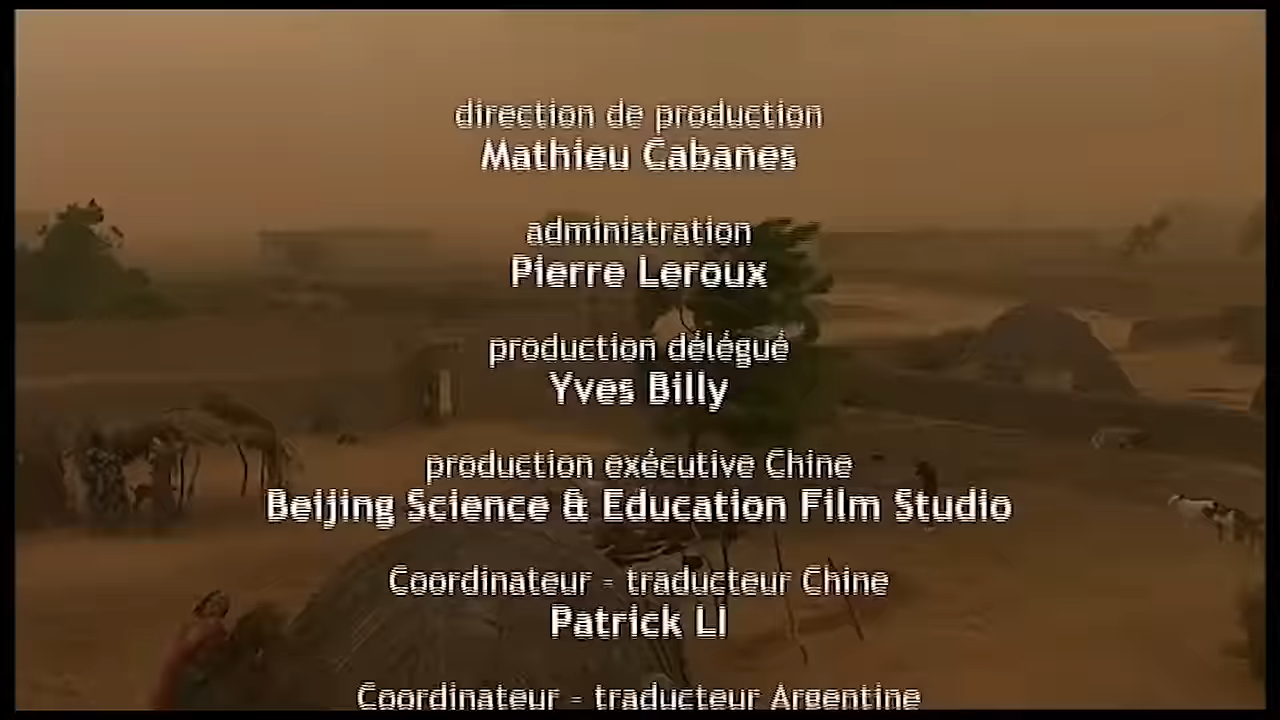 direction de production
Mathieu Cabanes
administration
Pierre Leroux
production délégué
Yves Billy
production exécutive Chine
Beijing Science & Education Film Studio
Coordinateur - traducteur Chine
Patrick LI
Coordinateur - traducteur Argentine